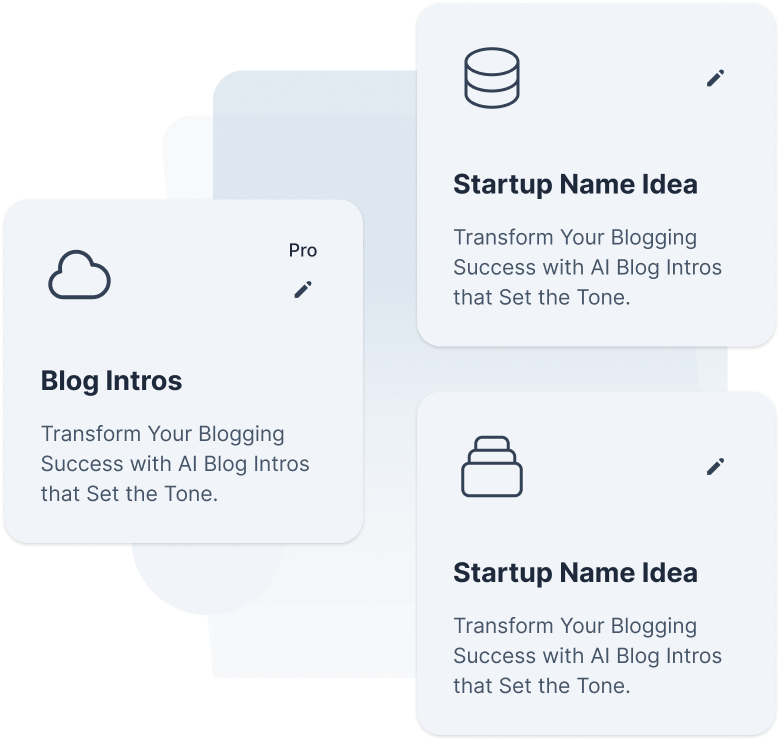 Startup Name Idea
Transform Your Blogging
Success with AI Blog Intros
that Set the Tone.
Pro
Blog Intros
Transform Your Blogging
Success with AI Blog Intros
that Set the Tone.
Startup Name Idea
Transform Your Blogging
Success with AI Blog Intros
that Set the Tone.